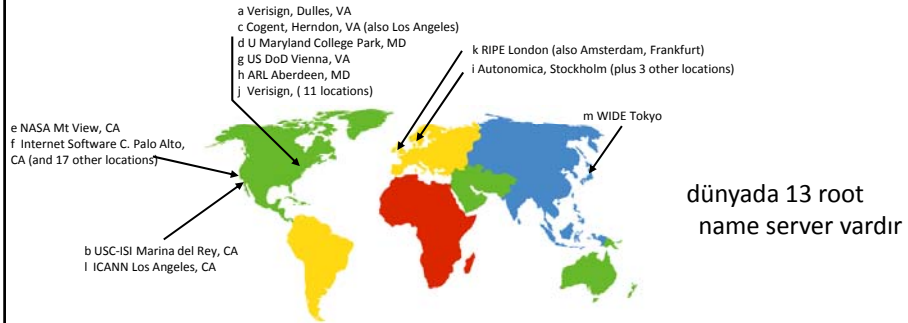 a Verisign, Dulles, VA
c Cogent, Herndon, VA (also Los Angeles)
d U Maryland College Park, MD
g US DoD Vienna, VA
h ARL Aberdeen, MD
j Verisign, ( 11 locations)
k RIPE London (also Amsterdam, Frankfurt)
i Autonomica, Stockholm (plus 3 other locations)
m WIDE Tokyo
e NASA Mt View, CA
f Internet Software C. Palo Alto,
CA (and 17 other locations)
b USC-ISI Marina del Rey, CA
l ICANN Los Angeles, CA
dünyada 13 root
name server vardır